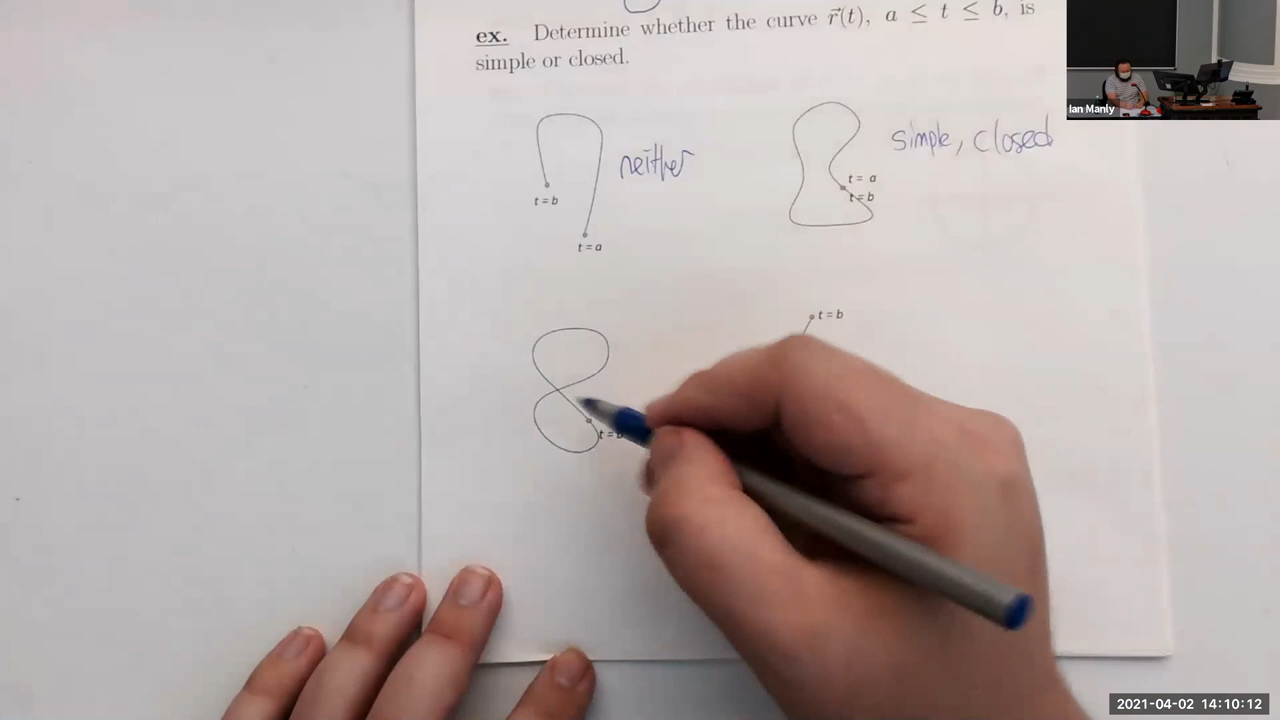 ex. Determine whether the curve r⃗(t), a ≤ t ≤ b, is
simple or closed.
Ian Manly
neither
simple, closed
t = a
t = b
t = b
t = a
t = b
t = b
2021-04-02 14:10:12